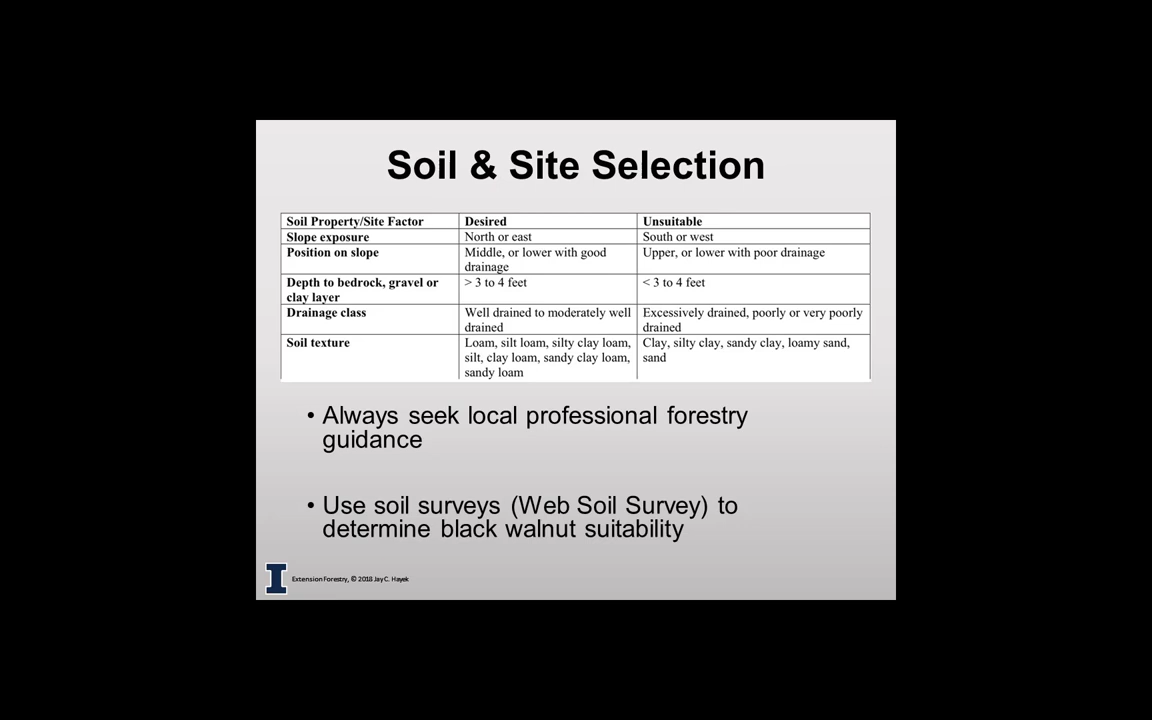 Soil & Site Selection
Soil Property/Site Factor Desired Unsuitable
Slope exposure North or east South or west
Position on slope Middle, or lower with good Upper, or lower with poor drainage
drainage
Depth to bedrock, gravel or > 3 to 4 feet < 3 to 4 feet
clay layer
Drainage class Well drained to moderately well Excessively drained, poorly or very poorly
drained drained
Soil texture Loam, silt loam, silty clay loam, Clay, silty clay, sandy clay, loamy sand,
silt, clay loam, sandy clay loam, sand
sandy loam
• Always seek local professional forestry
guidance
• Use soil surveys (Web Soil Survey) to
determine black walnut suitability
I Extension Forestry, © 2018 Jay C. Hayek